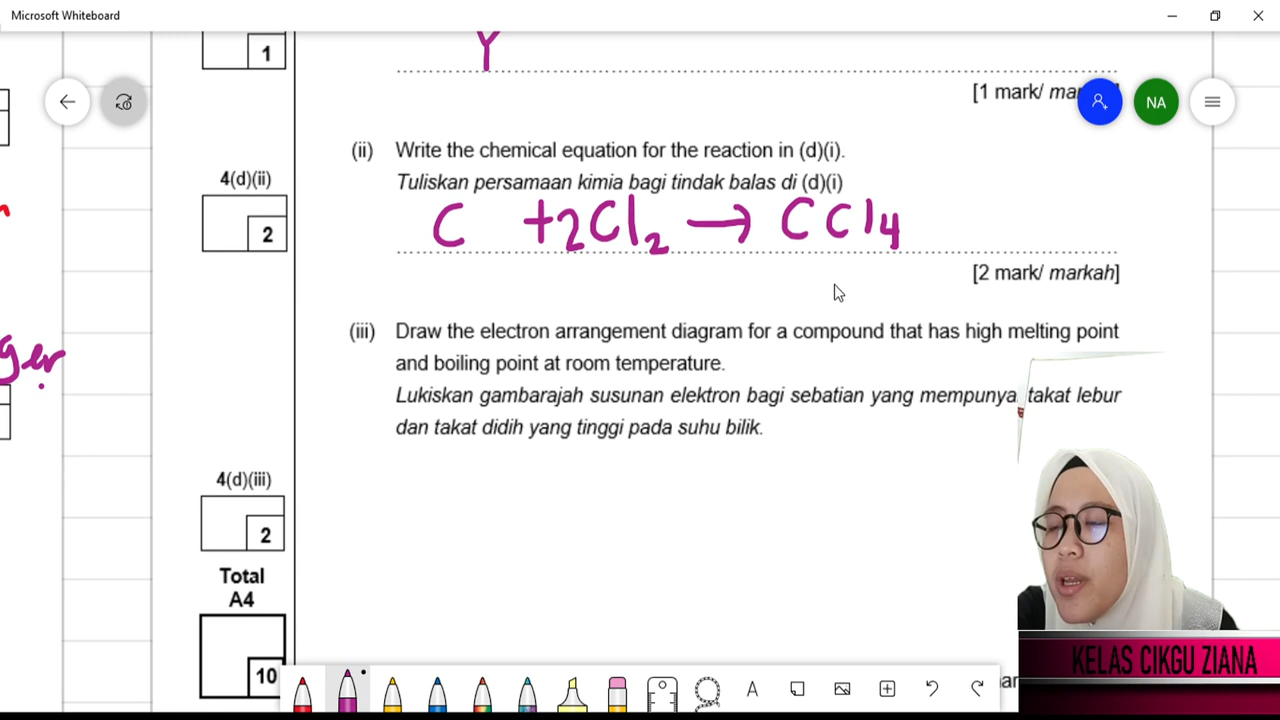 Microsoft Whiteboard
1
Y
[1 mark/
NA
(ii) Write the chemical equation for the reaction in (d)(i).
4(d)(ii)
Tuliskan persamaan kimia bagi tindak balas di (d)(i)
C +2Cl₂ → CCl₄
2
[2 mark/ markah]
(iii) Draw the electron arrangement diagram for a compound that has high melting point
and boiling point at room temperature.
ger
Lukiskan gambarajah susunan elektron bagi sebatian yang mempunya takat lebur
dan takat didih yang tinggi pada suhu bilik.
4(d)(iii)
2
Total
A4
10
KELAS CIKGU ZIANA
A